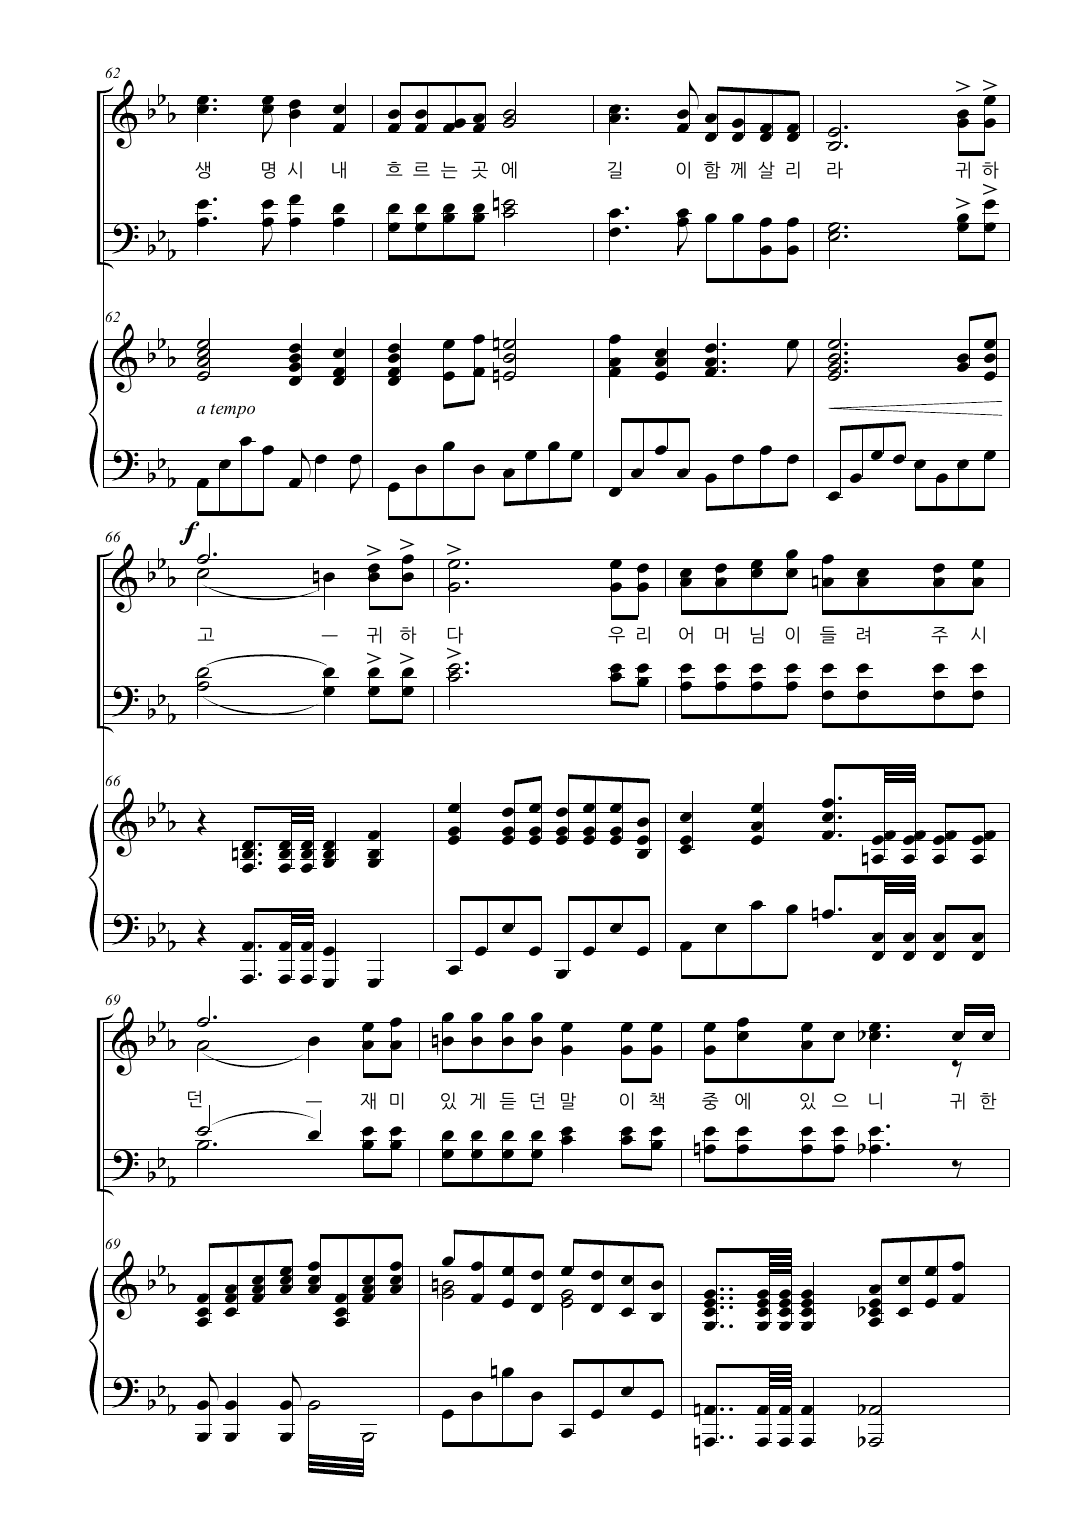 62
생 명 시 내 흐 르 는 곳 에 길 이 함 께 살 리 라 귀 하
62
a tempo
f
66
고 귀 하 다 우 리 어 머 님 이 들 려 주 시
66
69
던 재 미 있 게 듣 던 말 이 책 중 에 있 으 니 귀 한
69